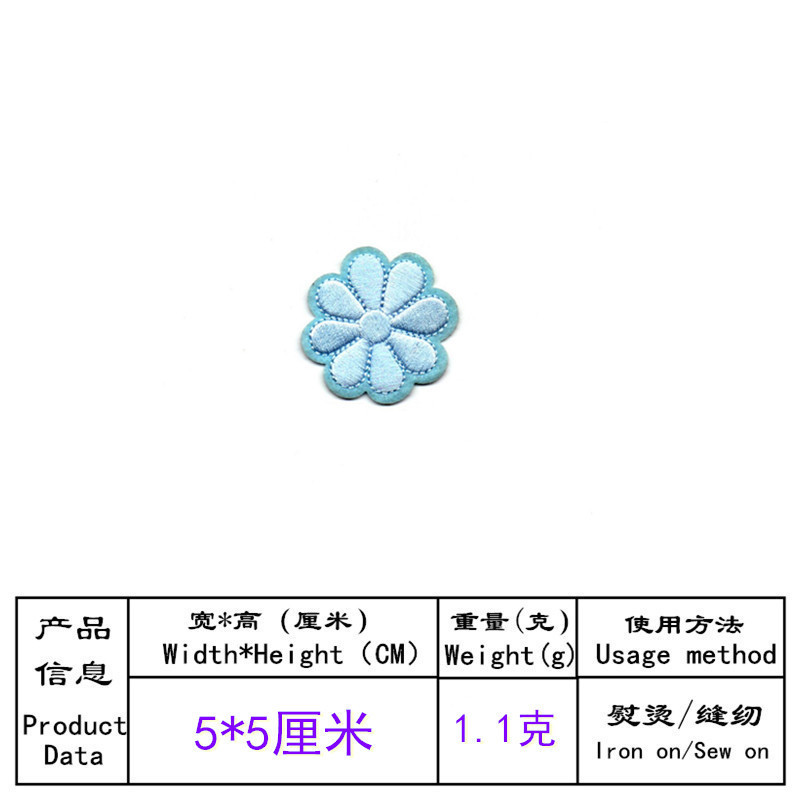 产品
信息
Product
Data
宽*高 (厘米)
Width*Height (CM)
重量(克)
Weight(g)
使用方法
Usage method
5*5厘米
1.1克
熨烫/缝纫
Iron on/Sew on